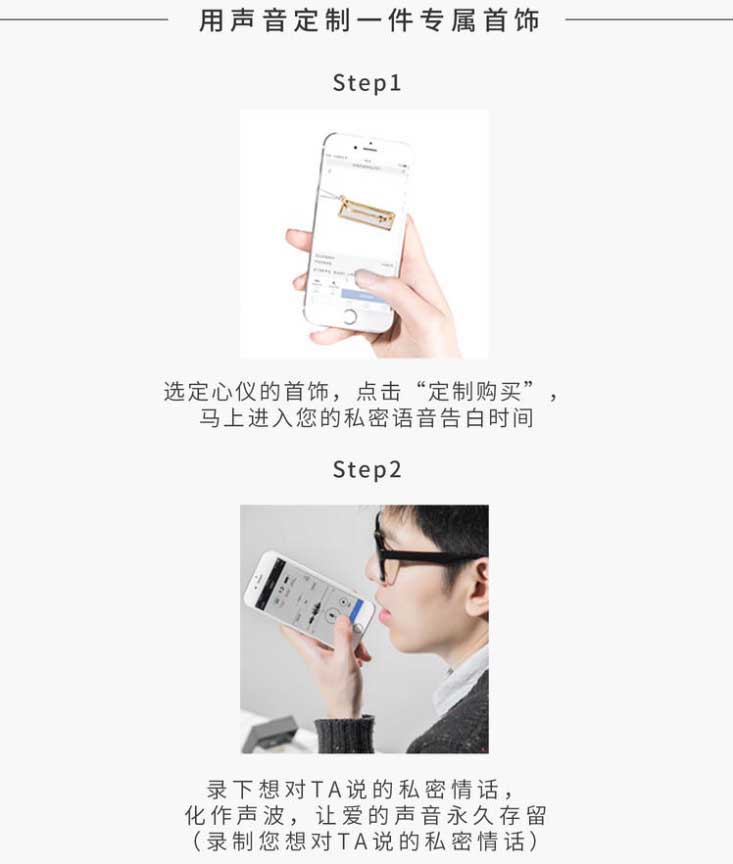 用声音定制一件专属首饰
Step1
选定心仪的首饰，点击“定制购买”，
马上进入您的私密语音告白时间
Step2
录下想对TA说的私密情话，
化作声波，让爱的声音永久存留
（录制您想对TA说的私密情话）